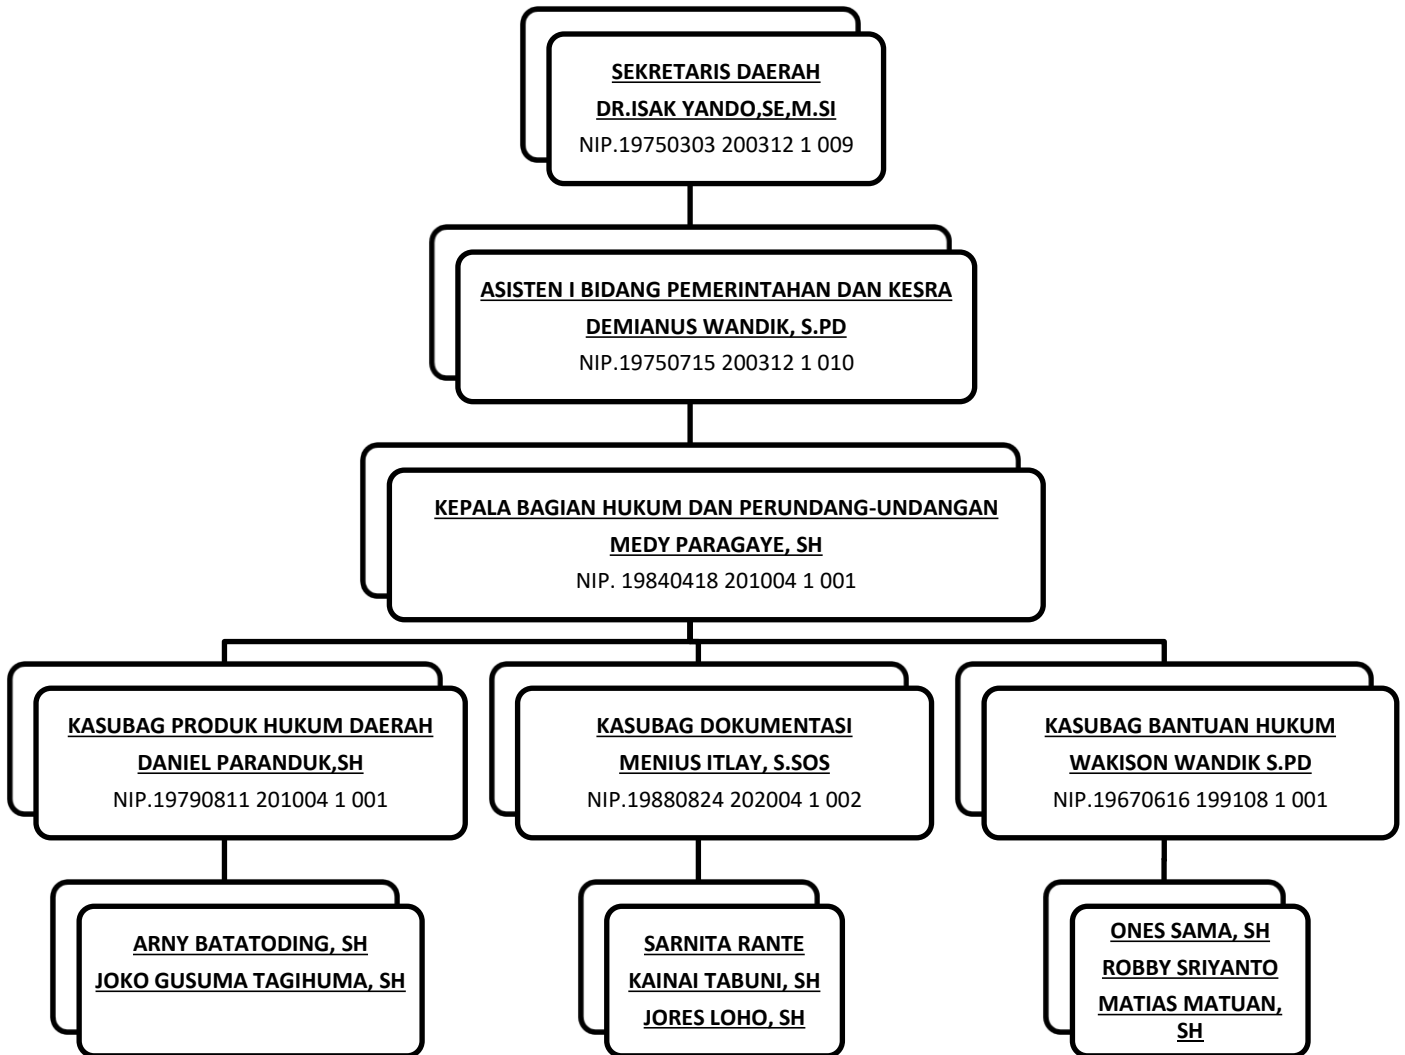 SEKRETARIS DAERAH
DR.ISAK YANDO,SE,M.SI
NIP.19750303 200312 1 009
ASISTEN I BIDANG PEMERINTAHAN DAN KESRA
DEMIANUS WANDIK, S.PD
NIP.19750715 200312 1 010
KEPALA BAGIAN HUKUM DAN PERUNDANG-UNDANGAN
MEDY PARAGAYE, SH
NIP. 19840418 201004 1 001
KASUBAG PRODUK HUKUM DAERAH
DANIEL PARANDUK,SH
NIP.19790811 201004 1 001
KASUBAG DOKUMENTASI
MENIUS ITLAY, S.SOS
NIP.19880824 202004 1 002
KASUBAG BANTUAN HUKUM
WAKISON WANDIK S.PD
NIP.19670616 199108 1 001
ARNY BATATODING, SH
JOKO GUSUMA TAGIHUMA, SH
SARNITA RANTE
KAINAI TABUNI, SH
JORES LOHO, SH
ONES SAMA, SH
ROBBY SRIYANTO
MATIAS MATUAN,
SH